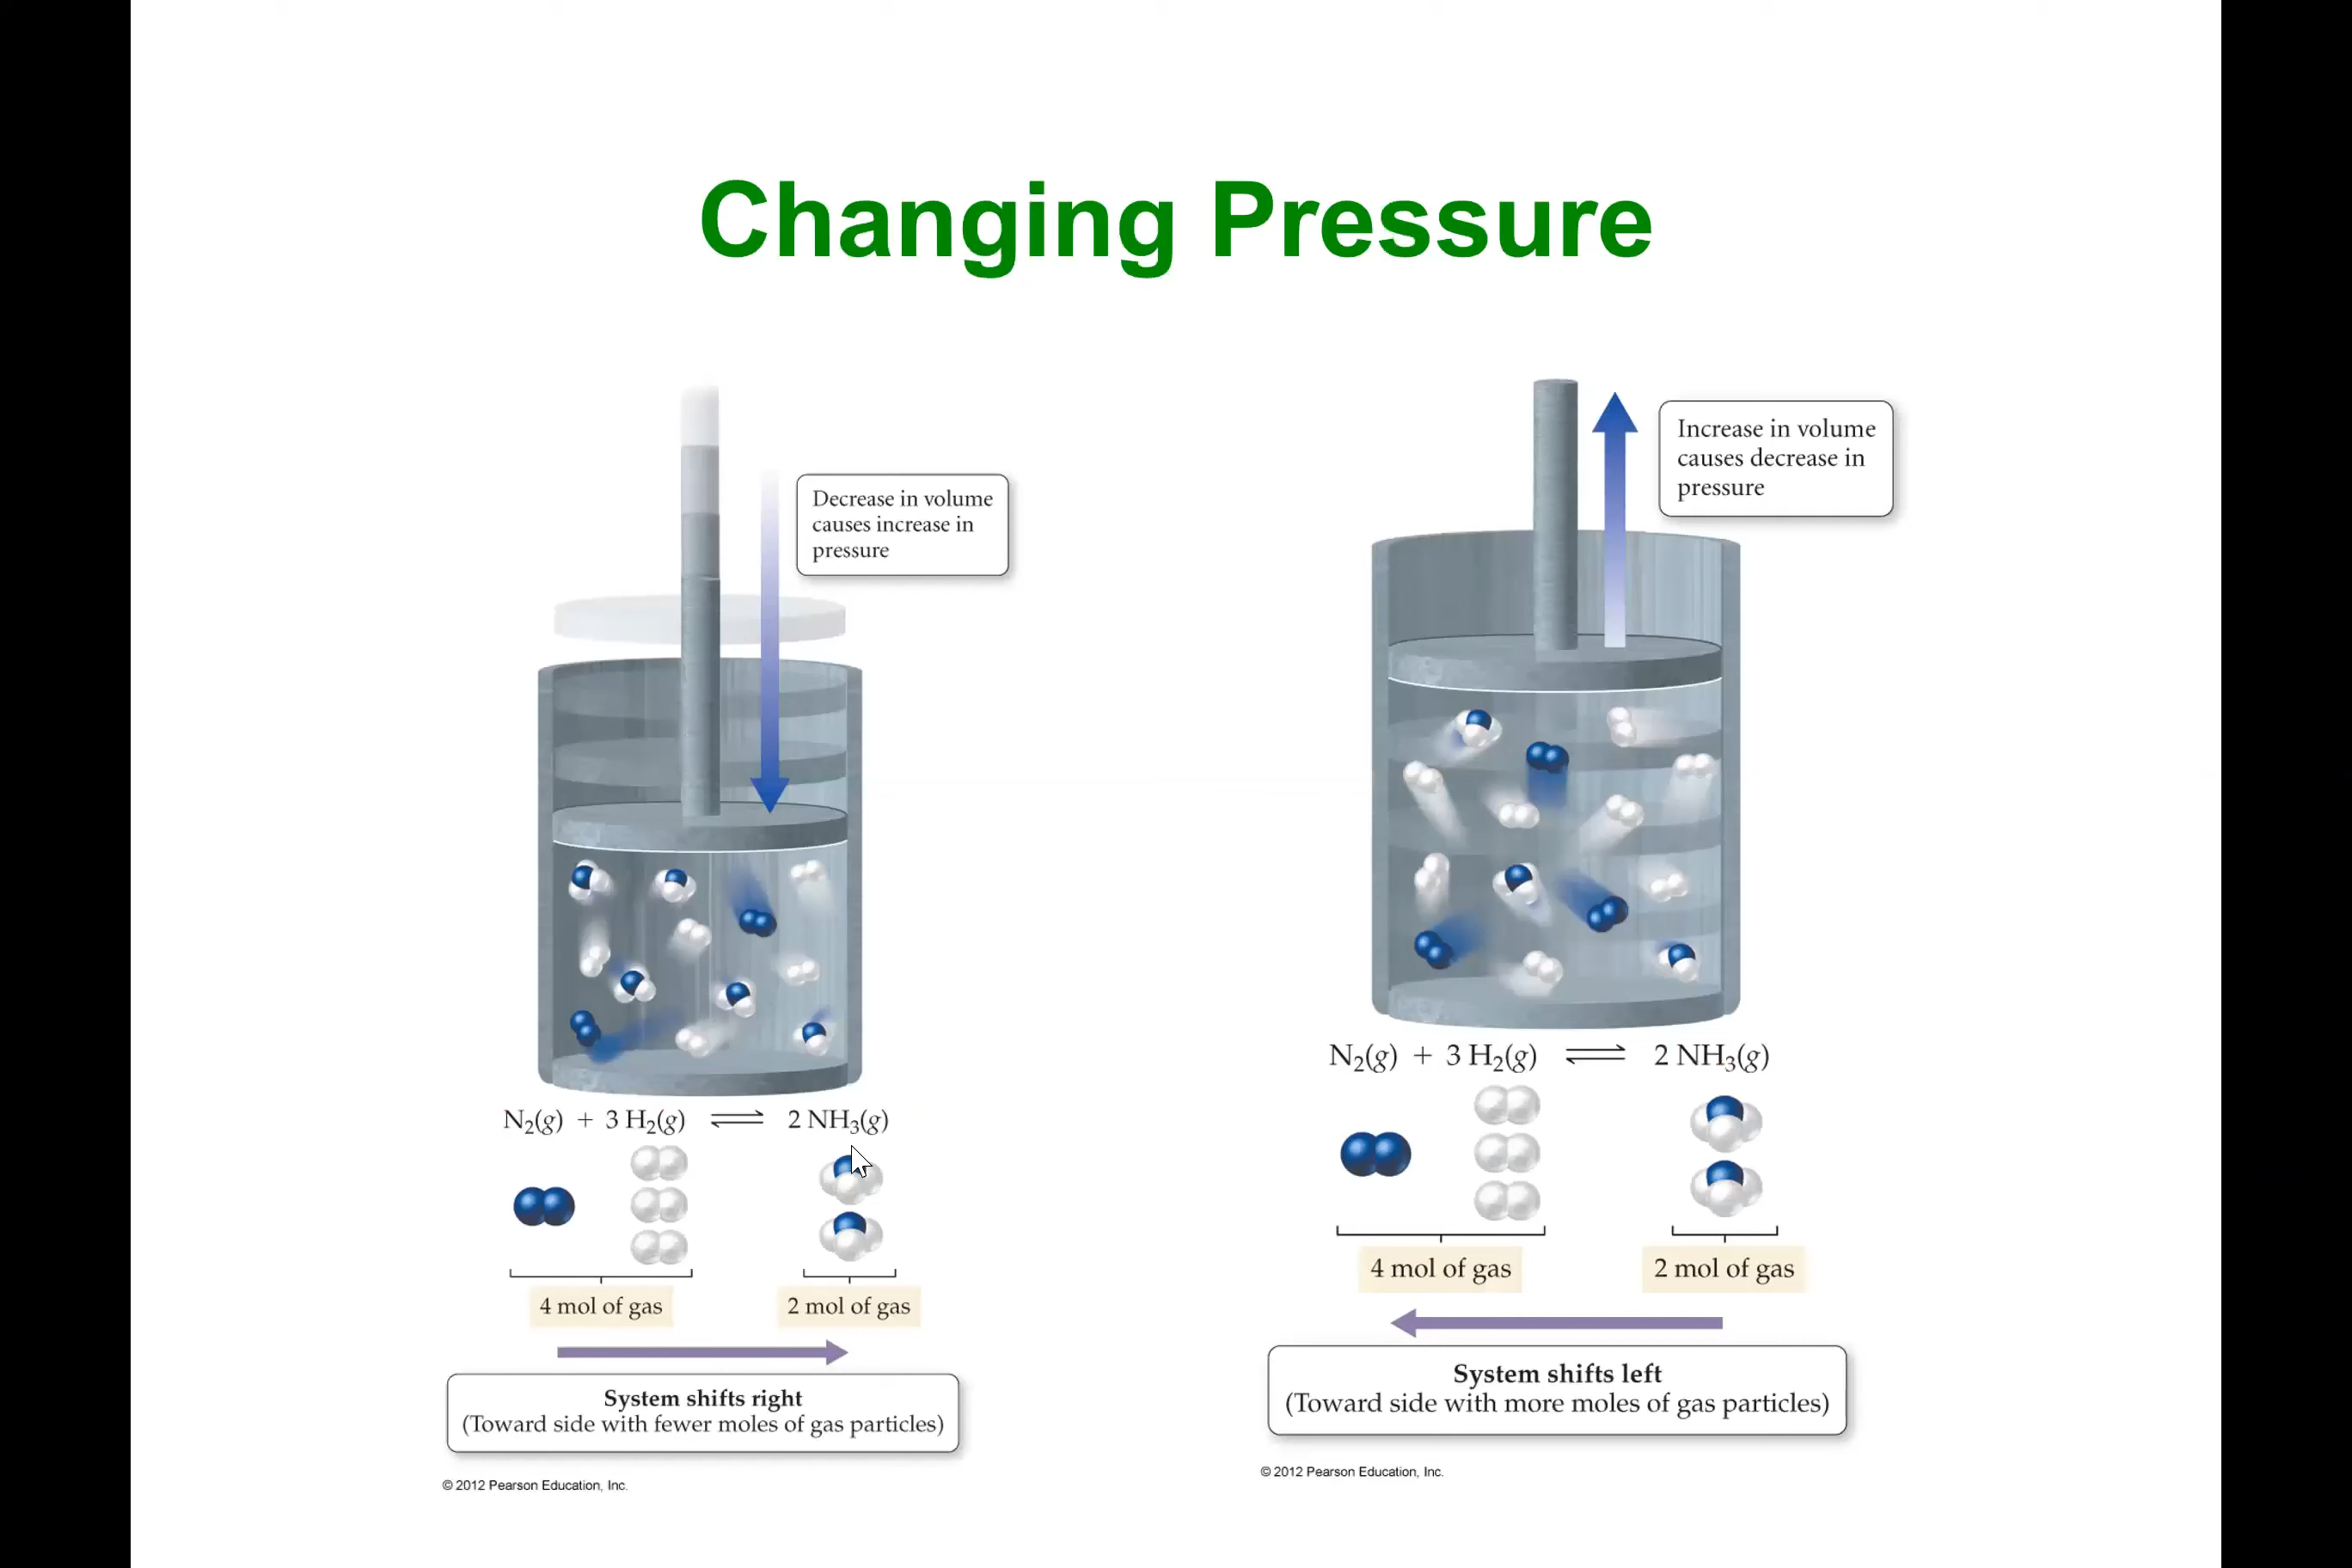 Changing Pressure
Decrease in volume
causes increase in
pressure
N₂(g) + 3 H₂(g) ⇌ 2 NH₃(g)
4 mol of gas 2 mol of gas
System shifts right
(Toward side with fewer moles of gas particles)
© 2012 Pearson Education, Inc.
Increase in volume
causes decrease in
pressure
N₂(g) + 3 H₂(g) ⇌ 2 NH₃(g)
4 mol of gas 2 mol of gas
System shifts left
(Toward side with more moles of gas particles)
© 2012 Pearson Education, Inc.